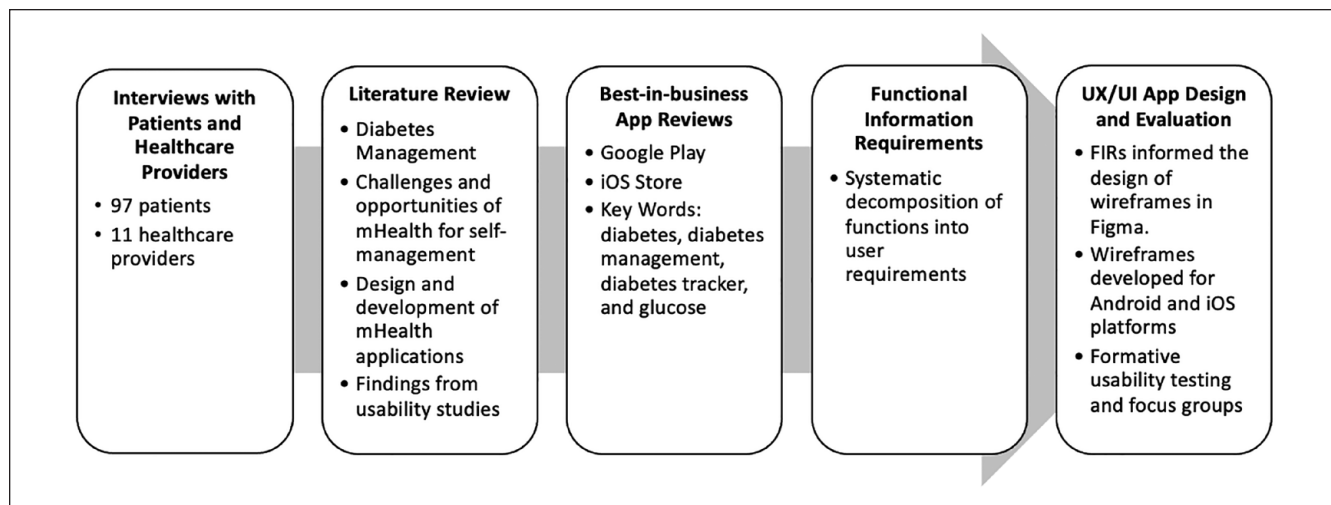 Interviews with
Patients and
Healthcare
Providers
• 97 patients
• 11 healthcare
providers
Literature Review
• Diabetes
Management
• Challenges and
opportunities of
mHealth for self-
management
• Design and
development of
mHealth
applications
• Findings from
usability studies
Best-in-business
App Reviews
• Google Play
• iOS Store
• Key Words:
diabetes, diabetes
management,
diabetes tracker,
and glucose
Functional
Information
Requirements
• Systematic
decomposition of
functions into
user
requirements
UX/UI App Design
and Evaluation
• FIRs informed the
design of
wireframes in
Figma.
• Wireframes
developed for
Android and iOS
platforms
• Formative
usability testing
and focus groups